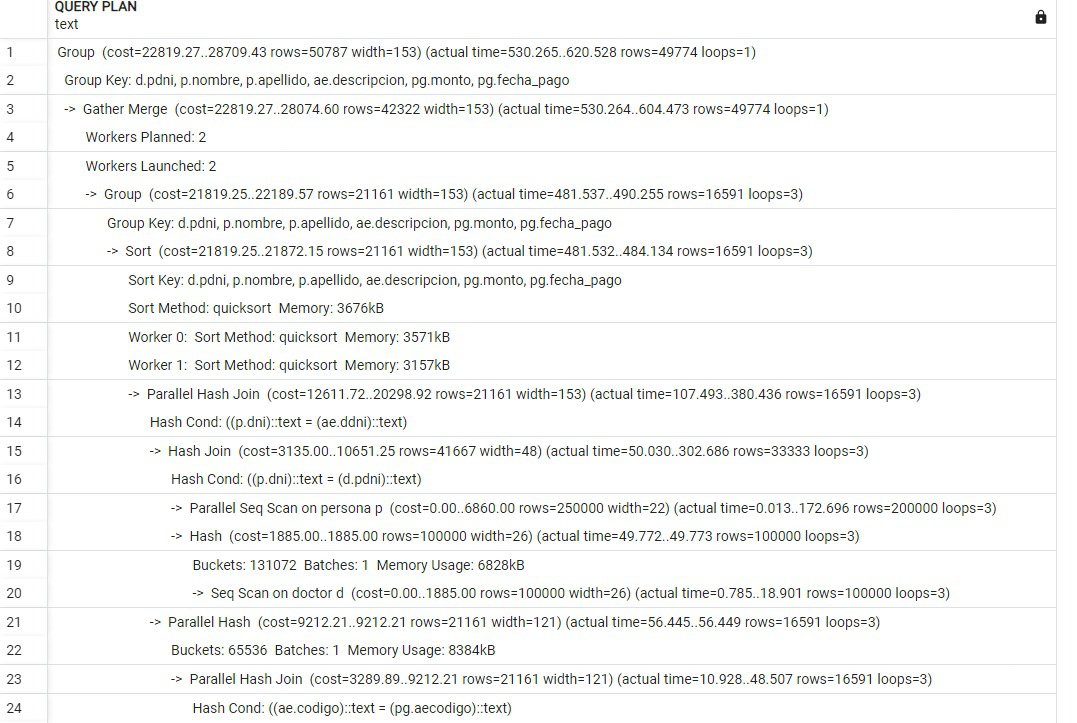 QUERY PLAN
text
1 Group (cost=22819.27..28709.43 rows=50787 width=153) (actual time=530.265..620.528 rows=49774 loops=1)
2 Group Key: d.pdni, p.nombre, p.apellido, ae.descripcion, pg.monto, pg.fecha_pago
3 -> Gather Merge (cost=22819.27..28074.60 rows=42322 width=153) (actual time=530.264..604.473 rows=49774 loops=1)
4 Workers Planned: 2
5 Workers Launched: 2
6 -> Group (cost=21819.25..22189.57 rows=21161 width=153) (actual time=481.537..490.255 rows=16591 loops=3)
7 Group Key: d.pdni, p.nombre, p.apellido, ae.descripcion, pg.monto, pg.fecha_pago
8 -> Sort (cost=21819.25..21872.15 rows=21161 width=153) (actual time=481.532..484.134 rows=16591 loops=3)
9 Sort Key: d.pdni, p.nombre, p.apellido, ae.descripcion, pg.monto, pg.fecha_pago
10 Sort Method: quicksort Memory: 3676kB
11 Worker 0: Sort Method: quicksort Memory: 3571kB
12 Worker 1: Sort Method: quicksort Memory: 3157kB
13 -> Parallel Hash Join (cost=12611.72..20298.92 rows=21161 width=153) (actual time=107.493..380.436 rows=16591 loops=3)
14 Hash Cond: ((p.dni)::text = (ae.ddni)::text)
15 -> Hash Join (cost=3135.00..10651.25 rows=41667 width=48) (actual time=50.030..302.686 rows=33333 loops=3)
16 Hash Cond: ((p.dni)::text = (d.pdni)::text)
17 -> Parallel Seq Scan on persona p (cost=0.00..6860.00 rows=250000 width=22) (actual time=0.013..172.696 rows=200000 loops=3)
18 -> Hash (cost=1885.00..1885.00 rows=100000 width=26) (actual time=49.772..49.773 rows=100000 loops=3)
19 Buckets: 131072 Batches: 1 Memory Usage: 6828kB
20 -> Seq Scan on doctor d (cost=0.00..1885.00 rows=100000 width=26) (actual time=0.785..18.901 rows=100000 loops=3)
21 -> Parallel Hash (cost=9212.21..9212.21 rows=21161 width=121) (actual time=56.445..56.449 rows=16591 loops=3)
22 Buckets: 65536 Batches: 1 Memory Usage: 8384kB
23 -> Parallel Hash Join (cost=3289.89..9212.21 rows=21161 width=121) (actual time=10.928..48.507 rows=16591 loops=3)
24 Hash Cond: ((ae.codigo)::text = (pg.aecodigo)::text)